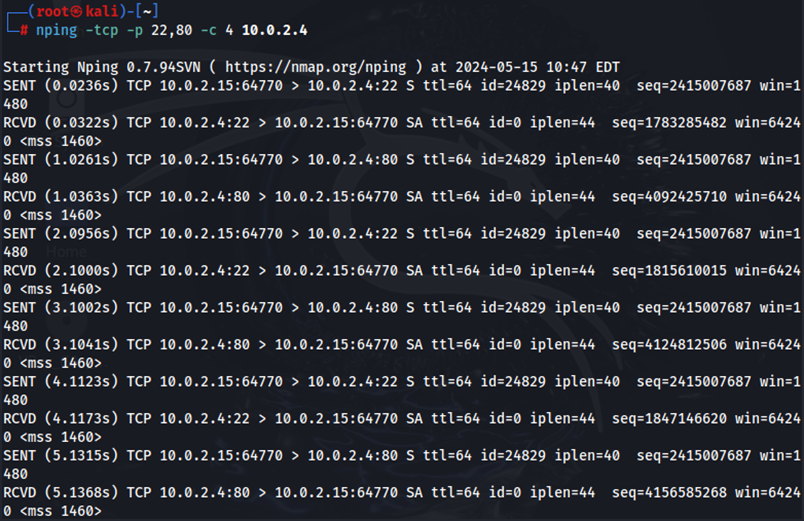 ┌──(root㉿kali)-[~]
└─# nping -tcp -p 22,80 -c 4 10.0.2.4
Starting Nping 0.7.94SVN ( https://nmap.org/nping ) at 2024-05-15 10:47 EDT
SENT (0.0236s) TCP 10.0.2.15:64770 > 10.0.2.4:22 S ttl=64 id=24829 iplen=40  seq=2415007687 win=1
480
RCVD (0.0322s) TCP 10.0.2.4:22 > 10.0.2.15:64770 SA ttl=64 id=0 iplen=44  seq=1783285482 win=6424
0 <mss 1460>
SENT (1.0261s) TCP 10.0.2.15:64770 > 10.0.2.4:80 S ttl=64 id=24829 iplen=40  seq=2415007687 win=1
480
RCVD (1.0363s) TCP 10.0.2.4:80 > 10.0.2.15:64770 SA ttl=64 id=0 iplen=44  seq=4092425710 win=6424
0 <mss 1460>
SENT (2.0956s) TCP 10.0.2.15:64770 > 10.0.2.4:22 S ttl=64 id=24829 iplen=40  seq=2415007687 win=1
480
Home
RCVD (2.1000s) TCP 10.0.2.4:22 > 10.0.2.15:64770 SA ttl=64 id=0 iplen=44  seq=1815610015 win=6424
0 <mss 1460>
SENT (3.1002s) TCP 10.0.2.15:64770 > 10.0.2.4:80 S ttl=64 id=24829 iplen=40  seq=2415007687 win=1
480
RCVD (3.1041s) TCP 10.0.2.4:80 > 10.0.2.15:64770 SA ttl=64 id=0 iplen=44  seq=4124812506 win=6424
0 <mss 1460>
SENT (4.1123s) TCP 10.0.2.15:64770 > 10.0.2.4:22 S ttl=64 id=24829 iplen=40  seq=2415007687 win=1
480
RCVD (4.1173s) TCP 10.0.2.4:22 > 10.0.2.15:64770 SA ttl=64 id=0 iplen=44  seq=1847146620 win=6424
0 <mss 1460>
SENT (5.1315s) TCP 10.0.2.15:64770 > 10.0.2.4:80 S ttl=64 id=24829 iplen=40  seq=2415007687 win=1
480
RCVD (5.1368s) TCP 10.0.2.4:80 > 10.0.2.15:64770 SA ttl=64 id=0 iplen=44  seq=4156585268 win=6424
0 <mss 1460>